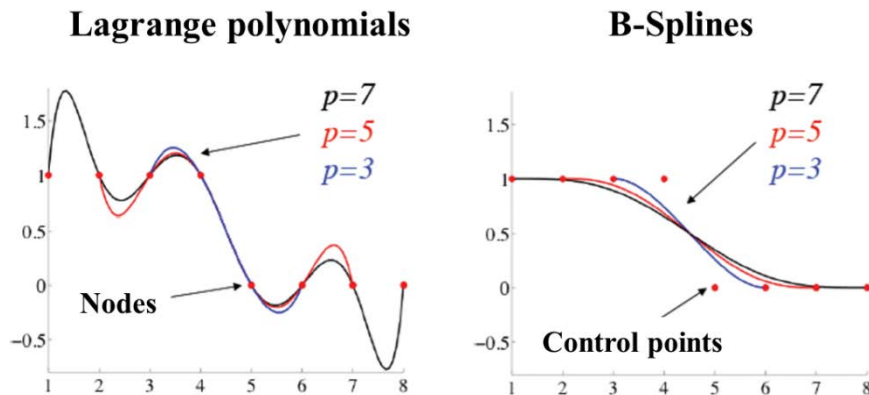 Lagrange polynomials
1.5
1
0.5
0
−0.5
1 2 3 4 5 6 7 8
p=7
p=5
p=3
Nodes
B-Splines
1.5
1
0.5
0
−0.5
1 2 3 4 5 6 7 8
p=7
p=5
p=3
Control points